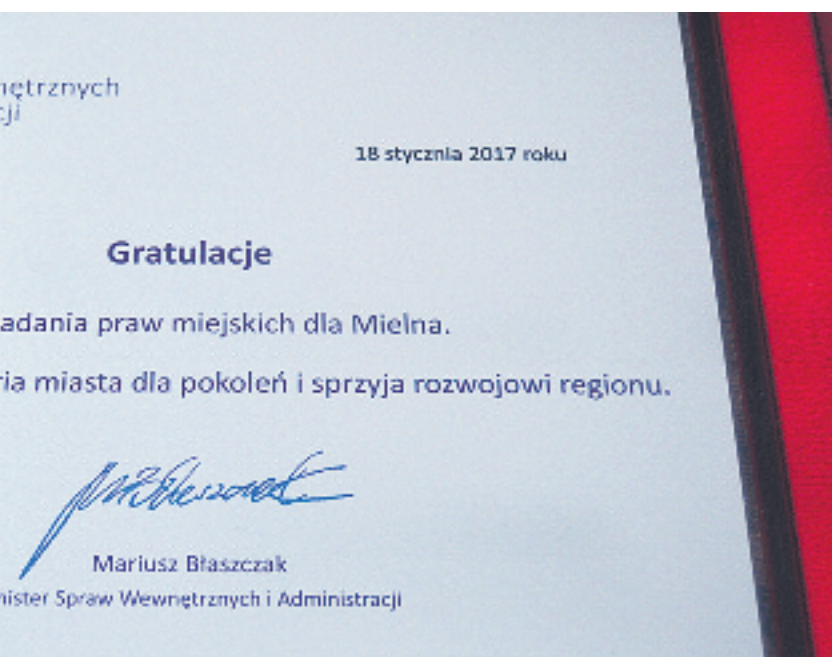 nętrznych
cji
18 stycznia 2017 roku
Gratulacje
adania praw miejskich dla Mielna.
ria miasta dla pokoleń i sprzyja rozwojowi regionu.
Mariusz Błaszczak
nister Spraw Wewnętrznych i Administracji